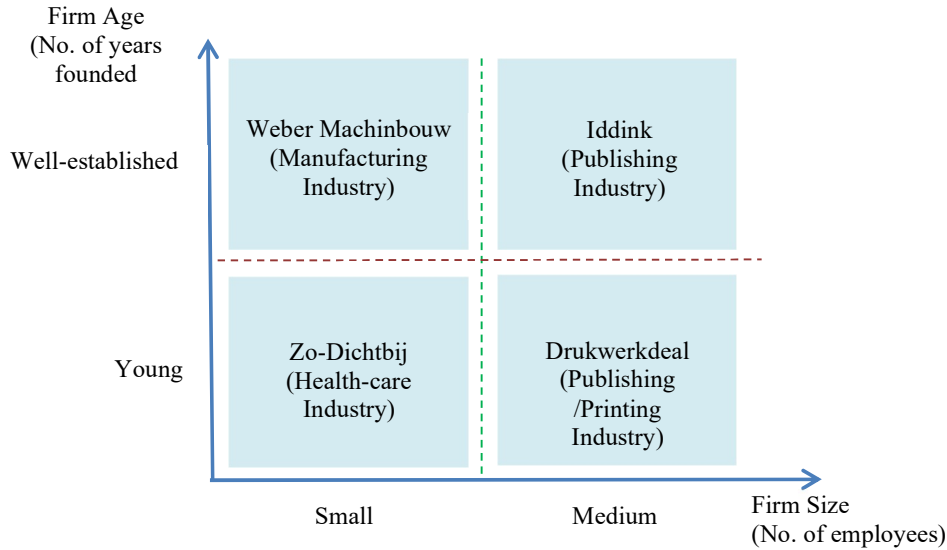 Firm Age
(No. of years
founded
Well-established
Weber Machinbouw
(Manufacturing
Industry)
Iddink
(Publishing
Industry)
Young
Zo-Dichtbij
(Health-care
Industry)
Drukwerkdeal
(Publishing
/Printing
Industry)
Small
Medium
Firm Size
(No. of employees)